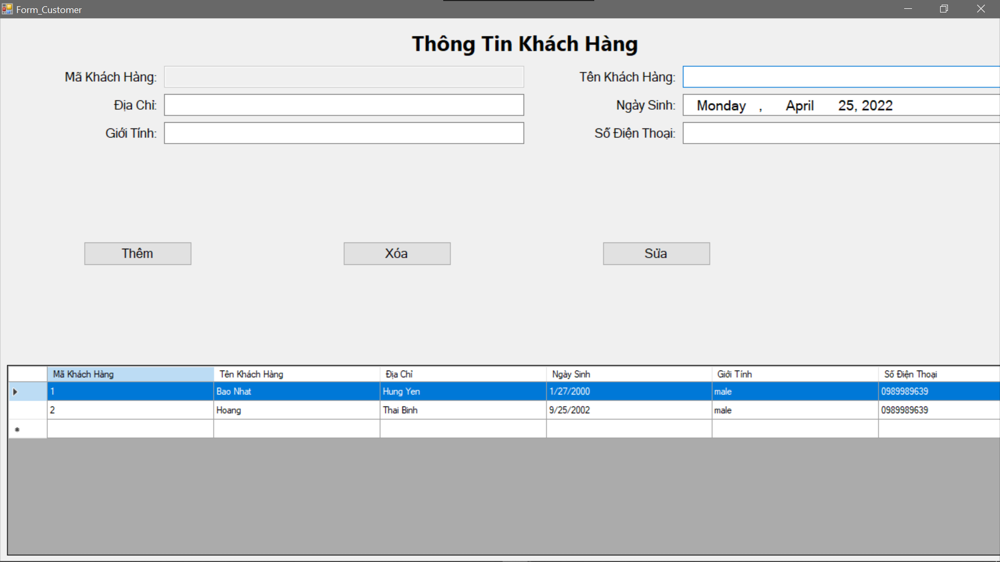 Form_Customer
Thông Tin Khách Hàng
Mã Khách Hàng: Tên Khách Hàng:
Địa Chỉ: Ngày Sinh: Monday , April 25, 2022
Giới Tính: Số Điện Thoại:
Thêm Xóa Sửa
Mã Khách Hàng Tên Khách Hàng Địa Chỉ Ngày Sinh Giới Tính Số Điện Thoại
1 Bao Nhat Hung Yen 1/27/2000 male 0989989639
2 Hoang Thai Binh 9/25/2002 male 0989989639